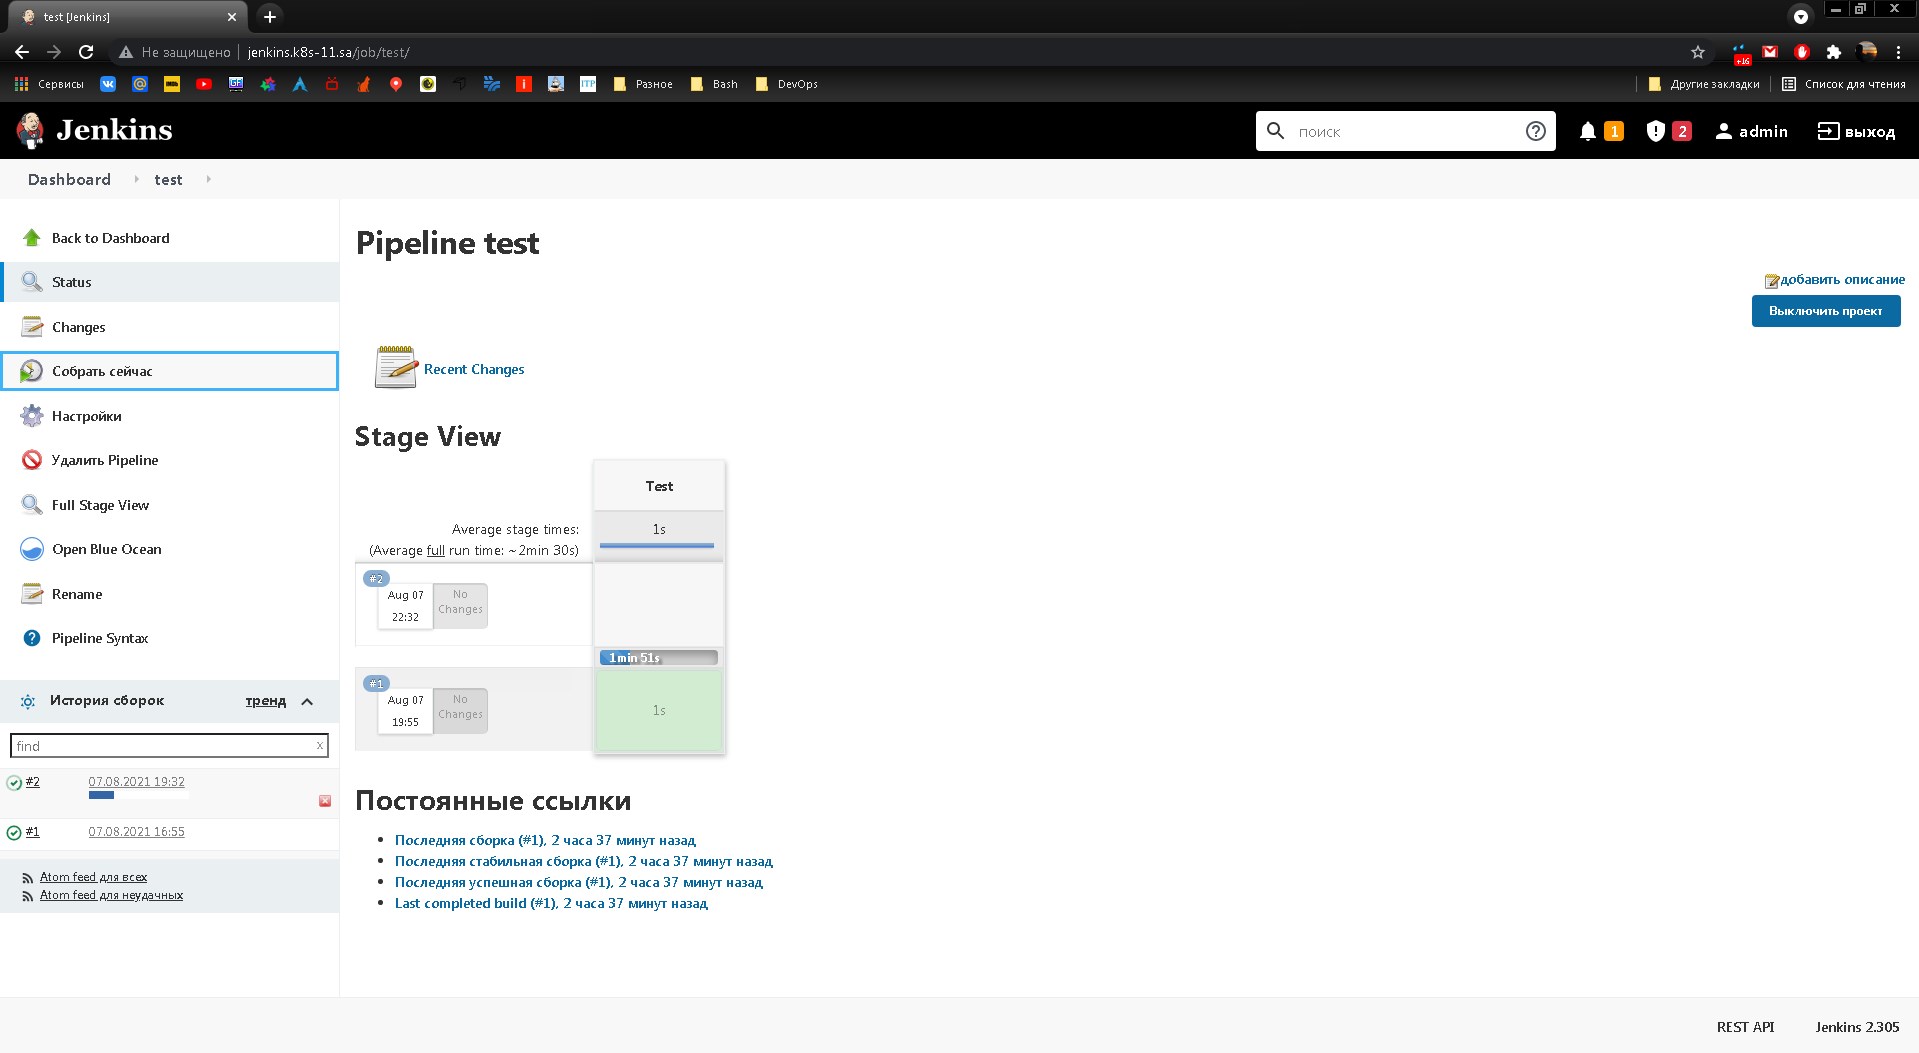 test [Jenkins]
Не защищено
jenkins.k8s-11.sa/job/test/
+16
Сервисы
ITP
Разное
Bash
DevOps
Другие закладки
Список для чтения
Jenkins
поиск
1
2
admin
выход
Dashboard
test
Back to Dashboard
Status
Changes
Собрать сейчас
Настройки
Удалить Pipeline
Full Stage View
Open Blue Ocean
Rename
Pipeline Syntax
История сборок
тренд
find
x
#2
07.08.2021 19:32
#1
07.08.2021 16:55
Atom feed для всех
Atom feed для неудачных
Pipeline test
добавить описание
Выключить проект
Recent Changes
Stage View
Test
Average stage times:
1s
(Average full run time: ~2min 30s)
#2
Aug 07
22:32
No
Changes
1min 51s
#1
Aug 07
19:55
No
Changes
1s
Постоянные ссылки
Последняя сборка (#1), 2 часа 37 минут назад
Последняя стабильная сборка (#1), 2 часа 37 минут назад
Последняя успешная сборка (#1), 2 часа 37 минут назад
Last completed build (#1), 2 часа 37 минут назад
REST API
Jenkins 2.305